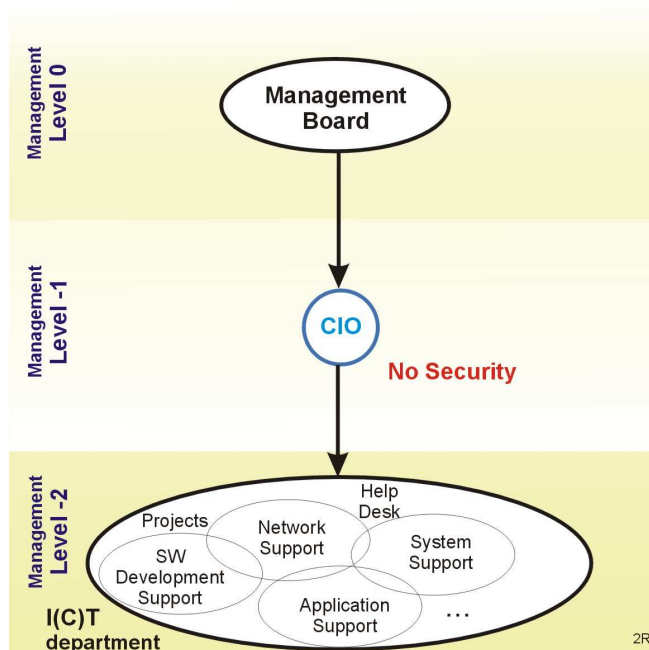 Management
Level 0
Management
Board
Management
Level -1
CIO
No Security
Management
Level -2
Help
Desk
Projects
Network
Support
System
Support
SW
Development
Support
Application
Support
...
I(C)T
department
2R